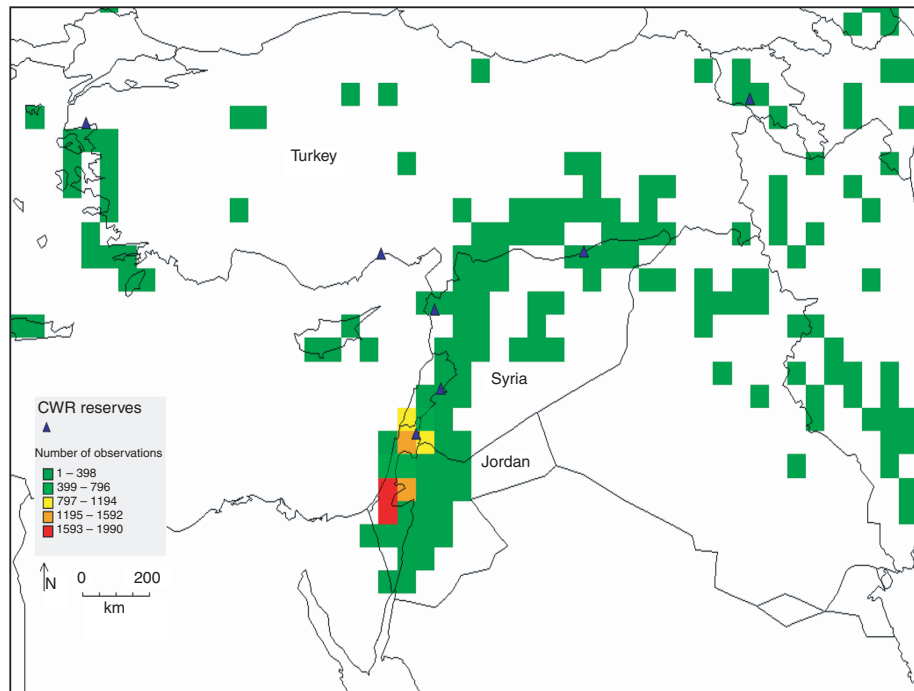 Turkey
Syria
Jordan
CWR reserves
Number of observations
1 – 398
399 – 796
797 – 1194
1195 – 1592
1593 – 1990
N
0 200
km